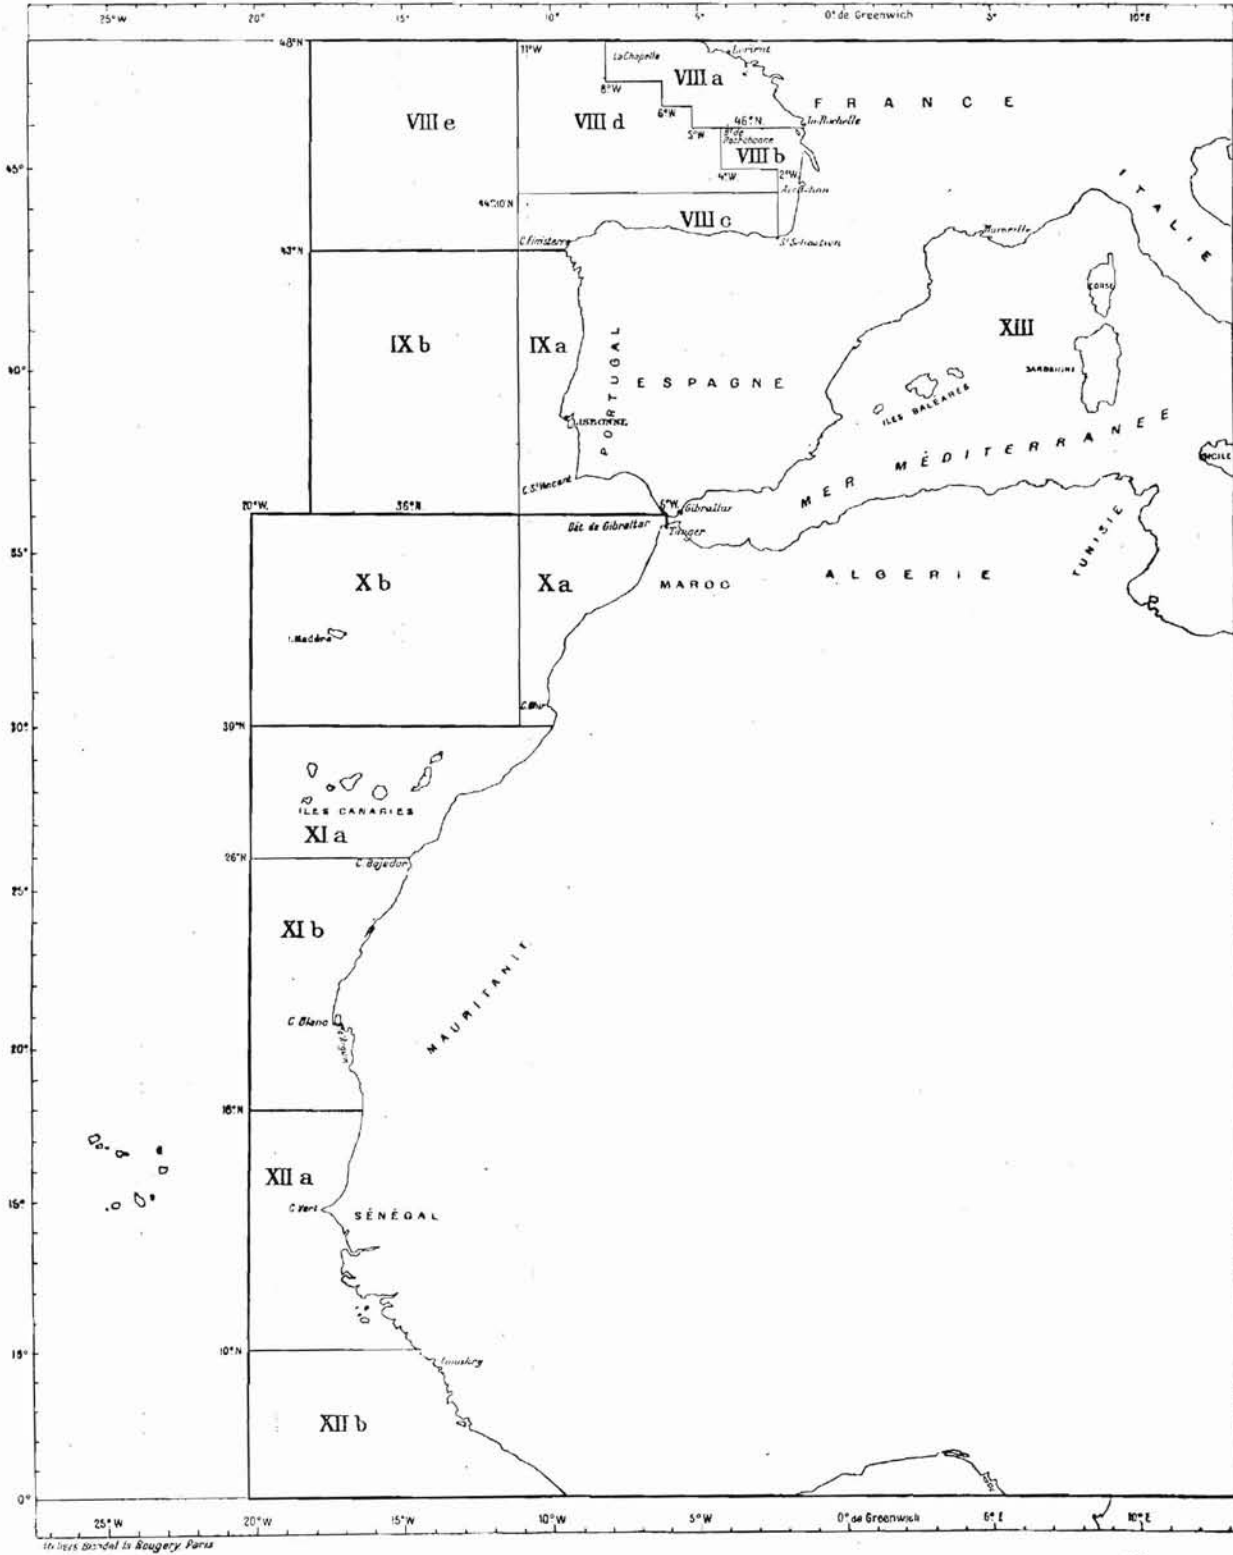 25°W 20° 15° 10° 5°W 0° de Greenwich 5° 10°E
48°N
11°W
La Chapelle
Lorient
VIII a
8°W
6°W
FRANCE
VIII e
VIII d
5°W
46°N.
La Rochelle
VIII b
4°W.
2°W.
45°
Arcachon
ITALIE
44°30'N
VIII c
C. Finisterre
St Sébastien
Marseille
43°N
CORSE
XIII
IX b
IX a
PORTUGAL
ESPAGNE
40°
SARDAIGNE
ILES BALÉARES
LISBONNE
MER MÉDITERRANÉE
SICILE
C. St Vincent
20°W.
36°N
6°W.
Gibraltar
Dét. de Gibraltar
Tanger
35°
TUNISIE
X b
X a
MAROC
ALGERIE
I. Madère
C. Ghir
30°
30°N
ILES CANARIES
XI a
26°N
C. Bojador
25°
XI b
MAURITANIE
C. Blanc
20°
16°N
XII a
15°
C. Vert
SÉNÉGAL
10°N
XII b
0°
25°W 20°W 15°W 10°W 5°W 0° de Greenwich 10°E